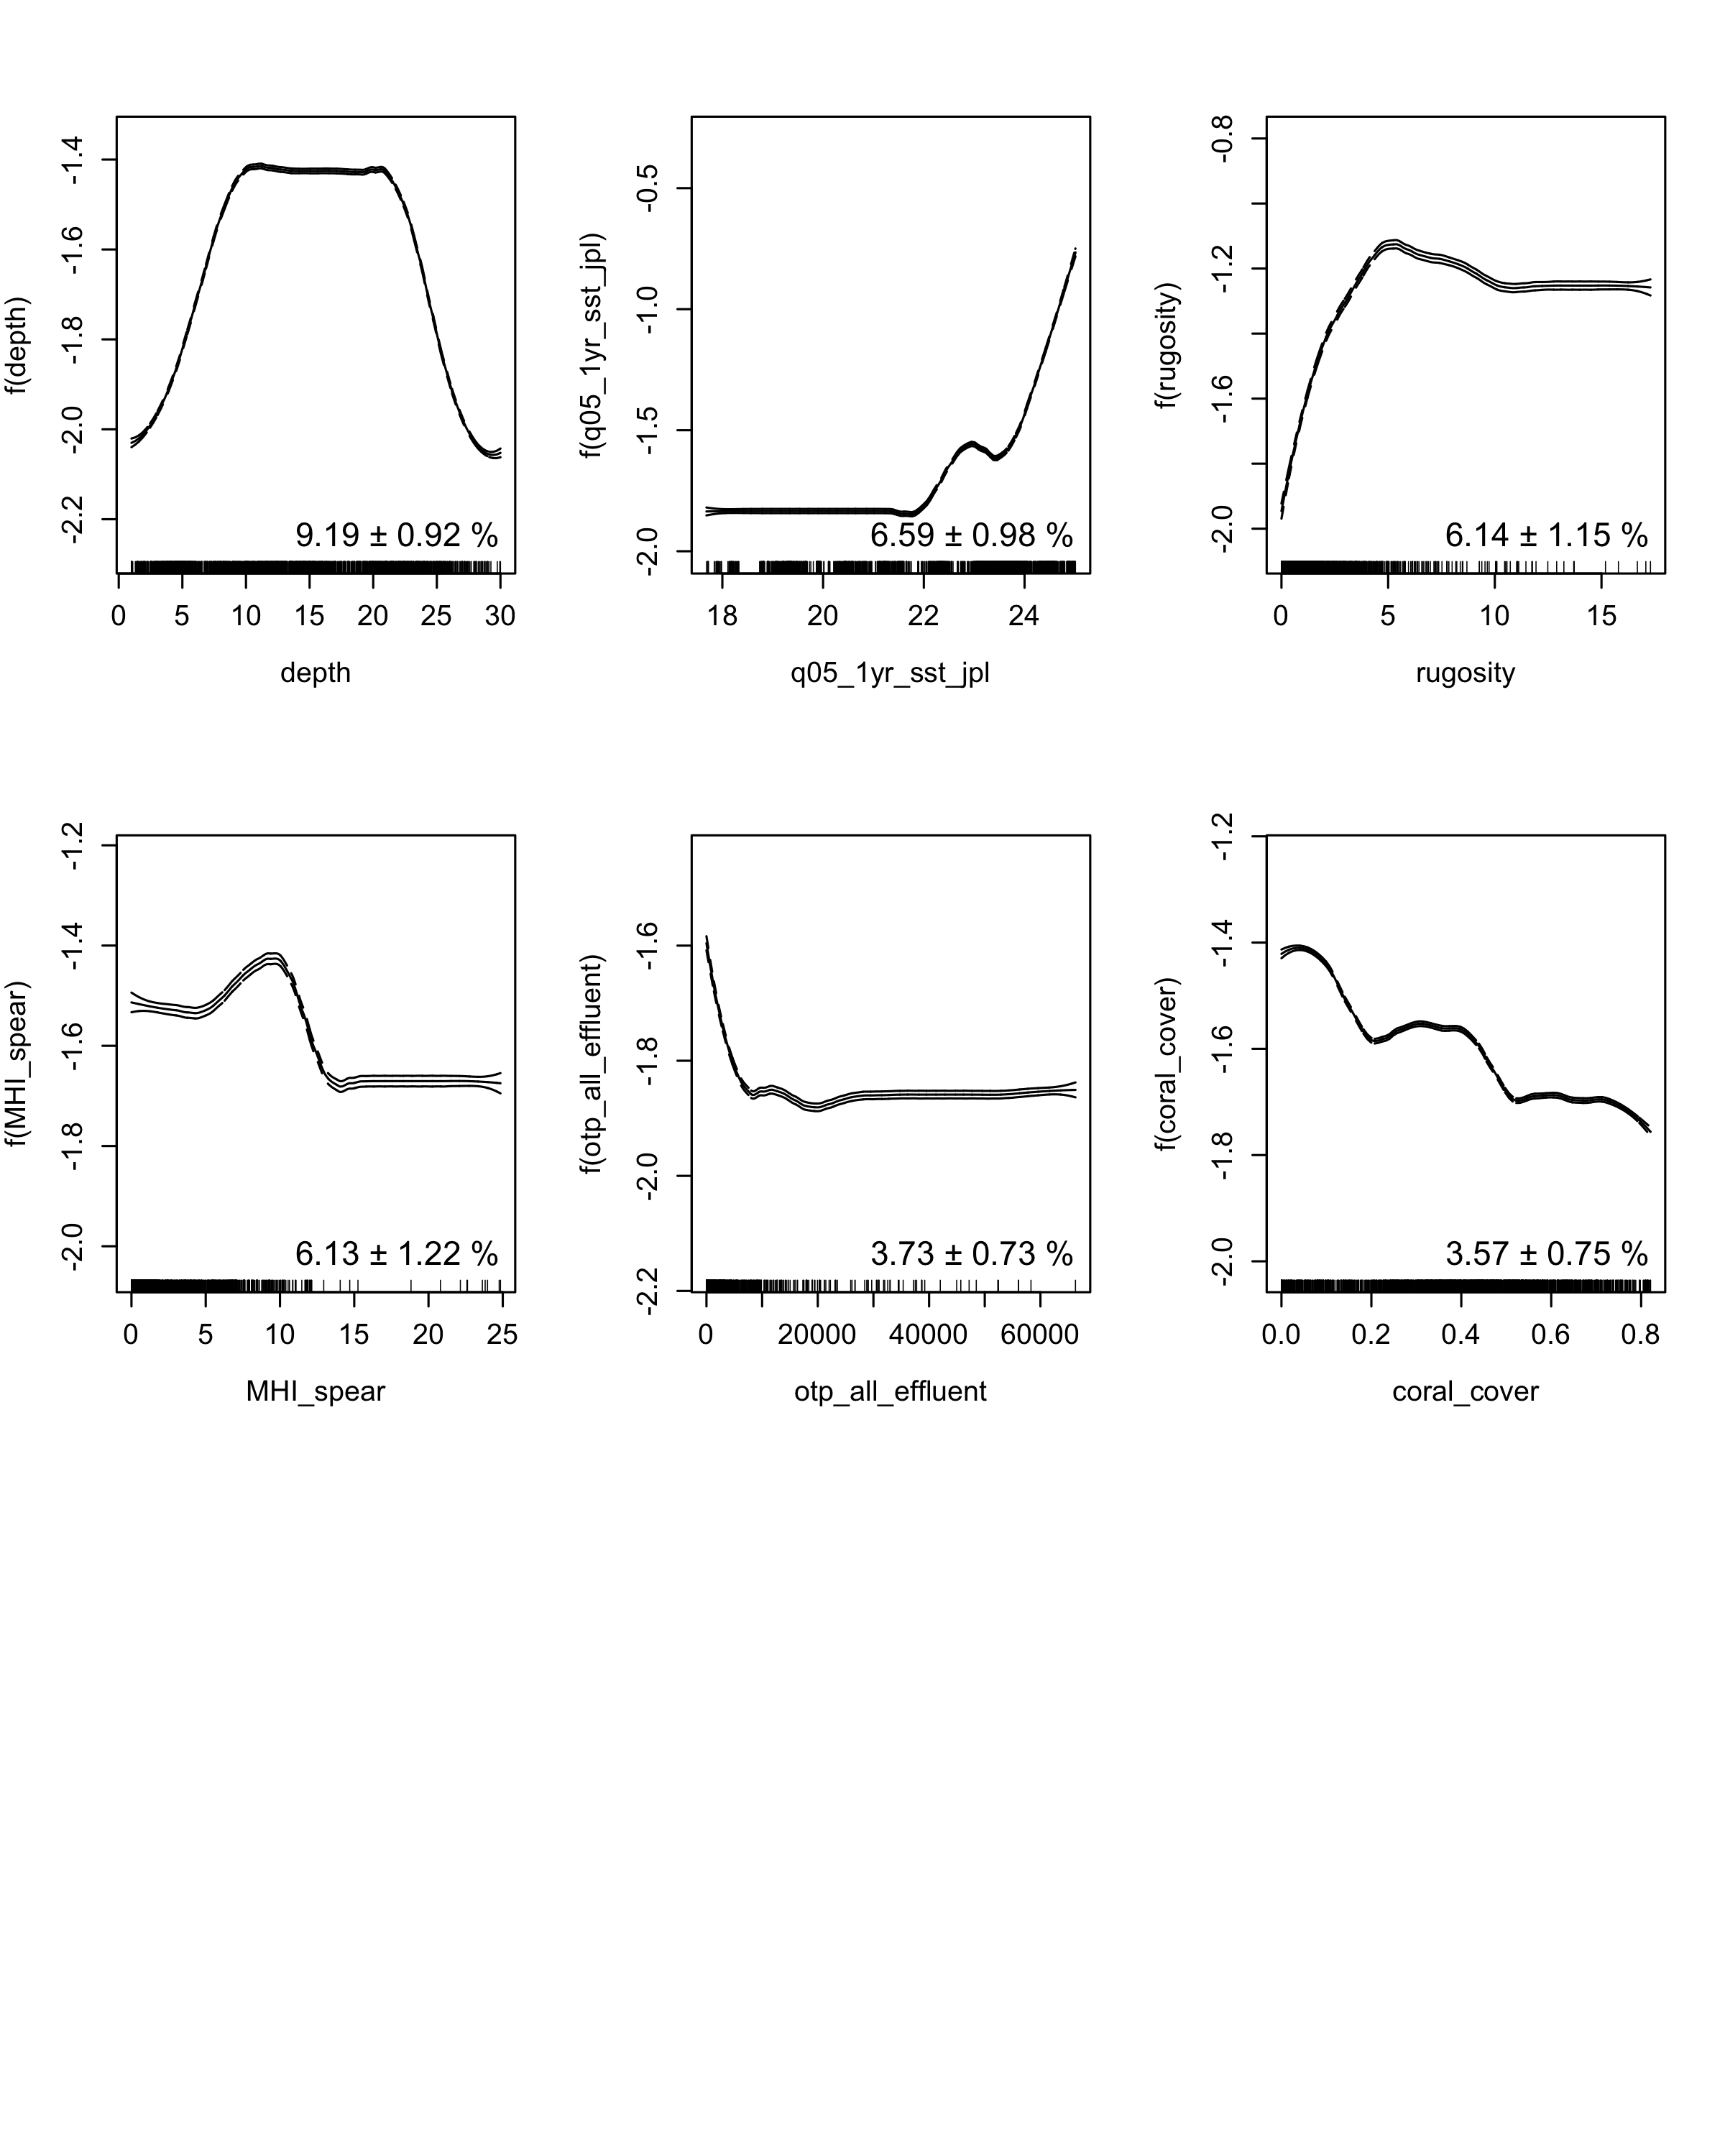 f(depth)
-1.4
-1.6
-1.8
-2.0
-2.2
9.19 ± 0.92 %
0 5 10 15 20 25 30
depth
f(q05_1yr_sst_jpl)
-0.5
-1.0
-1.5
-2.0
6.59 ± 0.98 %
18 20 22 24
q05_1yr_sst_jpl
f(rugosity)
-0.8
-1.2
-1.6
-2.0
6.14 ± 1.15 %
0 5 10 15
rugosity
f(MHI_spear)
-1.2
-1.4
-1.6
-1.8
-2.0
6.13 ± 1.22 %
0 5 10 15 20 25
MHI_spear
f(otp_all_effluent)
-1.6
-1.8
-2.0
-2.2
3.73 ± 0.73 %
0 20000 40000 60000
otp_all_effluent
f(coral_cover)
-1.2
-1.4
-1.6
-1.8
-2.0
3.57 ± 0.75 %
0.0 0.2 0.4 0.6 0.8
coral_cover